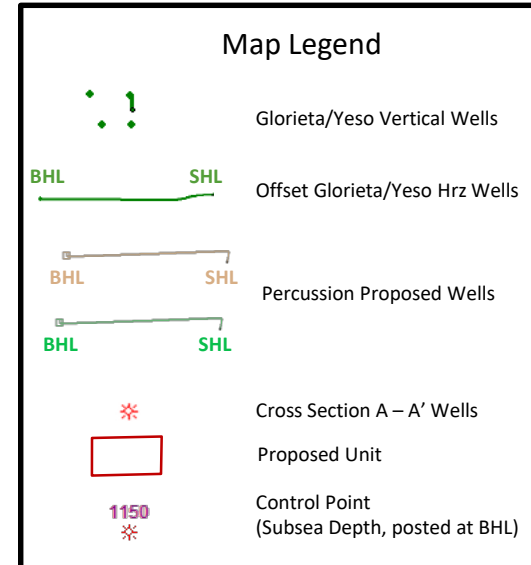 Map Legend
Glorieta/Yeso Vertical Wells
BHL SHL
Offset Glorieta/Yeso Hrz Wells
BHL SHL
Percussion Proposed Wells
BHL SHL
Cross Section A – A’ Wells
Proposed Unit
1150
Control Point
(Subsea Depth, posted at BHL)